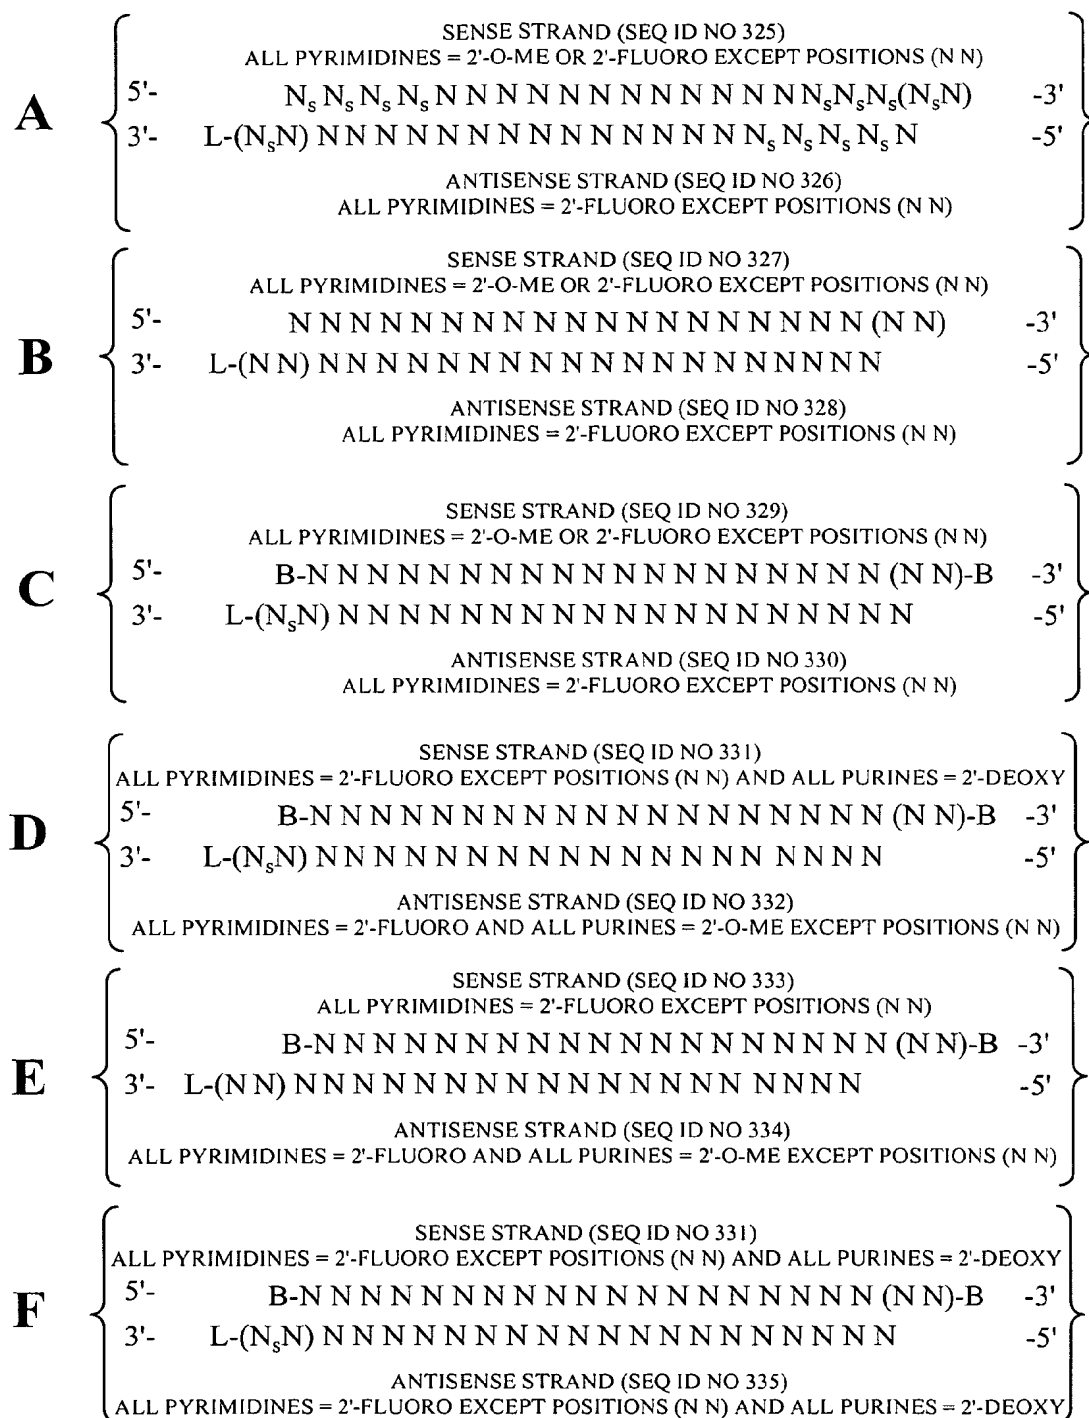 SENSE STRAND (SEQ ID NO 325)
ALL PYRIMIDINES = 2'-O-ME OR 2'-FLUORO EXCEPT POSITIONS (N N)
A
5'- NₛNₛNₛNₛN N N N N N N N N N N N NₛNₛNₛ(NₛN) -3'
3'- L-(NₛN) N N N N N N N N N N N N N N Nₛ Nₛ Nₛ Nₛ N -5'
ANTISENSE STRAND (SEQ ID NO 326)
ALL PYRIMIDINES = 2'-FLUORO EXCEPT POSITIONS (N N)
SENSE STRAND (SEQ ID NO 327)
ALL PYRIMIDINES = 2'-O-ME OR 2'-FLUORO EXCEPT POSITIONS (N N)
B
5'- N N N N N N N N N N N N N N N N N N N (N N) -3'
3'- L-(N N) N N N N N N N N N N N N N N N N N N N -5'
ANTISENSE STRAND (SEQ ID NO 328)
ALL PYRIMIDINES = 2'-FLUORO EXCEPT POSITIONS (N N)
SENSE STRAND (SEQ ID NO 329)
ALL PYRIMIDINES = 2'-O-ME OR 2'-FLUORO EXCEPT POSITIONS (N N)
C
5'- B-N N N N N N N N N N N N N N N N N N N (N N)-B -3'
3'- L-(NₛN) N N N N N N N N N N N N N N N N N N N -5'
ANTISENSE STRAND (SEQ ID NO 330)
ALL PYRIMIDINES = 2'-FLUORO EXCEPT POSITIONS (N N)
SENSE STRAND (SEQ ID NO 331)
ALL PYRIMIDINES = 2'-FLUORO EXCEPT POSITIONS (N N) AND ALL PURINES = 2'-DEOXY
D
5'- B-N N N N N N N N N N N N N N N N N N N (N N)-B -3'
3'- L-(NₛN) N N N N N N N N N N N N N N N N N N N -5'
ANTISENSE STRAND (SEQ ID NO 332)
ALL PYRIMIDINES = 2'-FLUORO AND ALL PURINES = 2'-O-ME EXCEPT POSITIONS (N N)
SENSE STRAND (SEQ ID NO 333)
ALL PYRIMIDINES = 2'-FLUORO EXCEPT POSITIONS (N N)
E
5'- B-N N N N N N N N N N N N N N N N N N N (N N)-B -3'
3'- L-(N N) N N N N N N N N N N N N N N N N N N N -5'
ANTISENSE STRAND (SEQ ID NO 334)
ALL PYRIMIDINES = 2'-FLUORO AND ALL PURINES = 2'-O-ME EXCEPT POSITIONS (N N)
SENSE STRAND (SEQ ID NO 331)
ALL PYRIMIDINES = 2'-FLUORO EXCEPT POSITIONS (N N) AND ALL PURINES = 2'-DEOXY
F
5'- B-N N N N N N N N N N N N N N N N N N N (N N)-B -3'
3'- L-(NₛN) N N N N N N N N N N N N N N N N N N N -5'
ANTISENSE STRAND (SEQ ID NO 335)
ALL PYRIMIDINES = 2'-FLUORO EXCEPT POSITIONS (N N) AND ALL PURINES = 2'-DEOXY